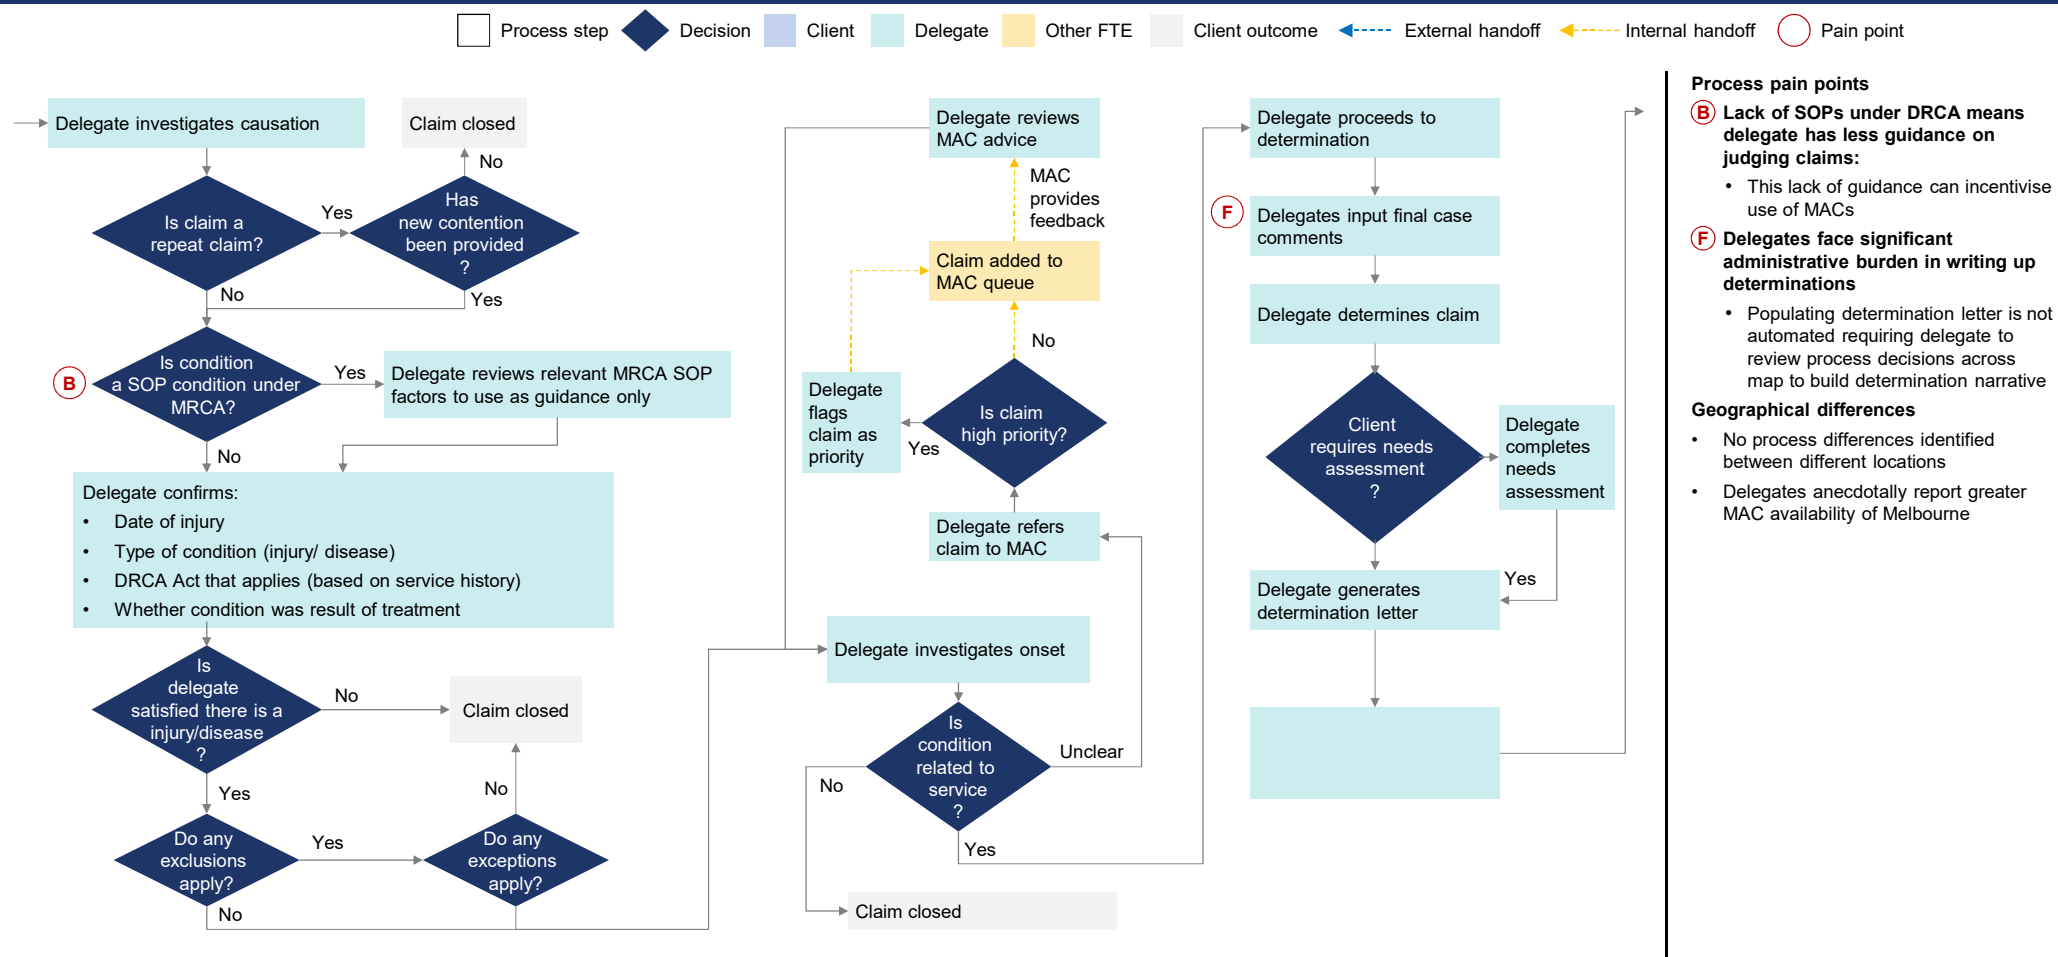 Process step
Decision
Client
Delegate
Other FTE
Client outcome
External handoff
Internal handoff
Pain point
Delegate investigates causation
Claim closed
No
Is claim a
repeat claim?
Yes
Has
new contention
been provided
?
No
Yes
B
Is condition
a SOP condition under
MRCA?
Yes
Delegate reviews relevant MRCA SOP
factors to use as guidance only
No
Delegate confirms:
• Date of injury
• Type of condition (injury/ disease)
• DRCA Act that applies (based on service history)
• Whether condition was result of treatment
Is
delegate
satisfied there is a
injury/disease
?
No
Claim closed
Yes
No
Do any
exclusions
apply?
Yes
Do any
exceptions
apply?
No
Delegate reviews
MAC advice
MAC
provides
feedback
Claim added to
MAC queue
No
Delegate
flags
claim as
priority
Yes
Is claim
high priority?
Delegate refers
claim to MAC
Delegate investigates onset
Is
condition
related to
service
?
Unclear
No
Yes
Claim closed
Delegate proceeds to
determination
F
Delegates input final case
comments
Delegate determines claim
Client
requires needs
assessment
?
Delegate
completes
needs
assessment
Yes
Delegate generates
determination letter
Process pain points
B Lack of SOPs under DRCA means
delegate has less guidance on
judging claims:
• This lack of guidance can incentivise
use of MACs
F Delegates face significant
administrative burden in writing up
determinations
• Populating determination letter is not
automated requiring delegate to
review process decisions across
map to build determination narrative
Geographical differences
• No process differences identified
between different locations
• Delegates anecdotally report greater
MAC availability of Melbourne